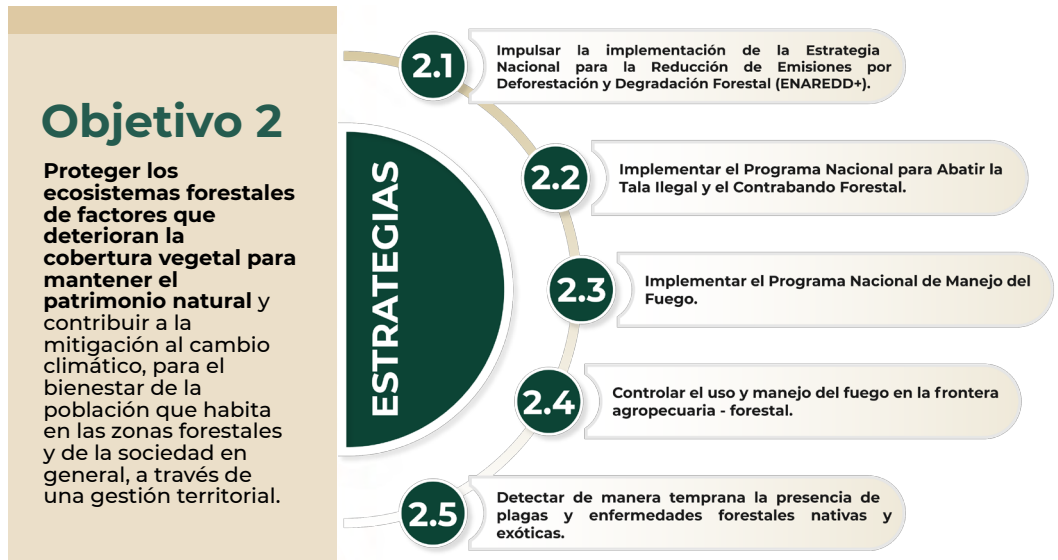 Objetivo 2
Proteger los
ecosistemas forestales
de factores que
deterioran la
cobertura vegetal para
mantener el
patrimonio natural y
contribuir a la
mitigación al cambio
climático, para el
bienestar de la
población que habita
en las zonas forestales
y de la sociedad en
general, a través de
una gestión territorial.
ESTRATEGIAS
2.1
Impulsar la implementación de la Estrategia
Nacional para la Reducción de Emisiones por
Deforestación y Degradación Forestal (ENAREDD+).
2.2
Implementar el Programa Nacional para Abatir la
Tala Ilegal y el Contrabando Forestal.
2.3
Implementar el Programa Nacional de Manejo del
Fuego.
2.4
Controlar el uso y manejo del fuego en la frontera
agropecuaria - forestal.
2.5
Detectar de manera temprana la presencia de
plagas y enfermedades forestales nativas y
exóticas.